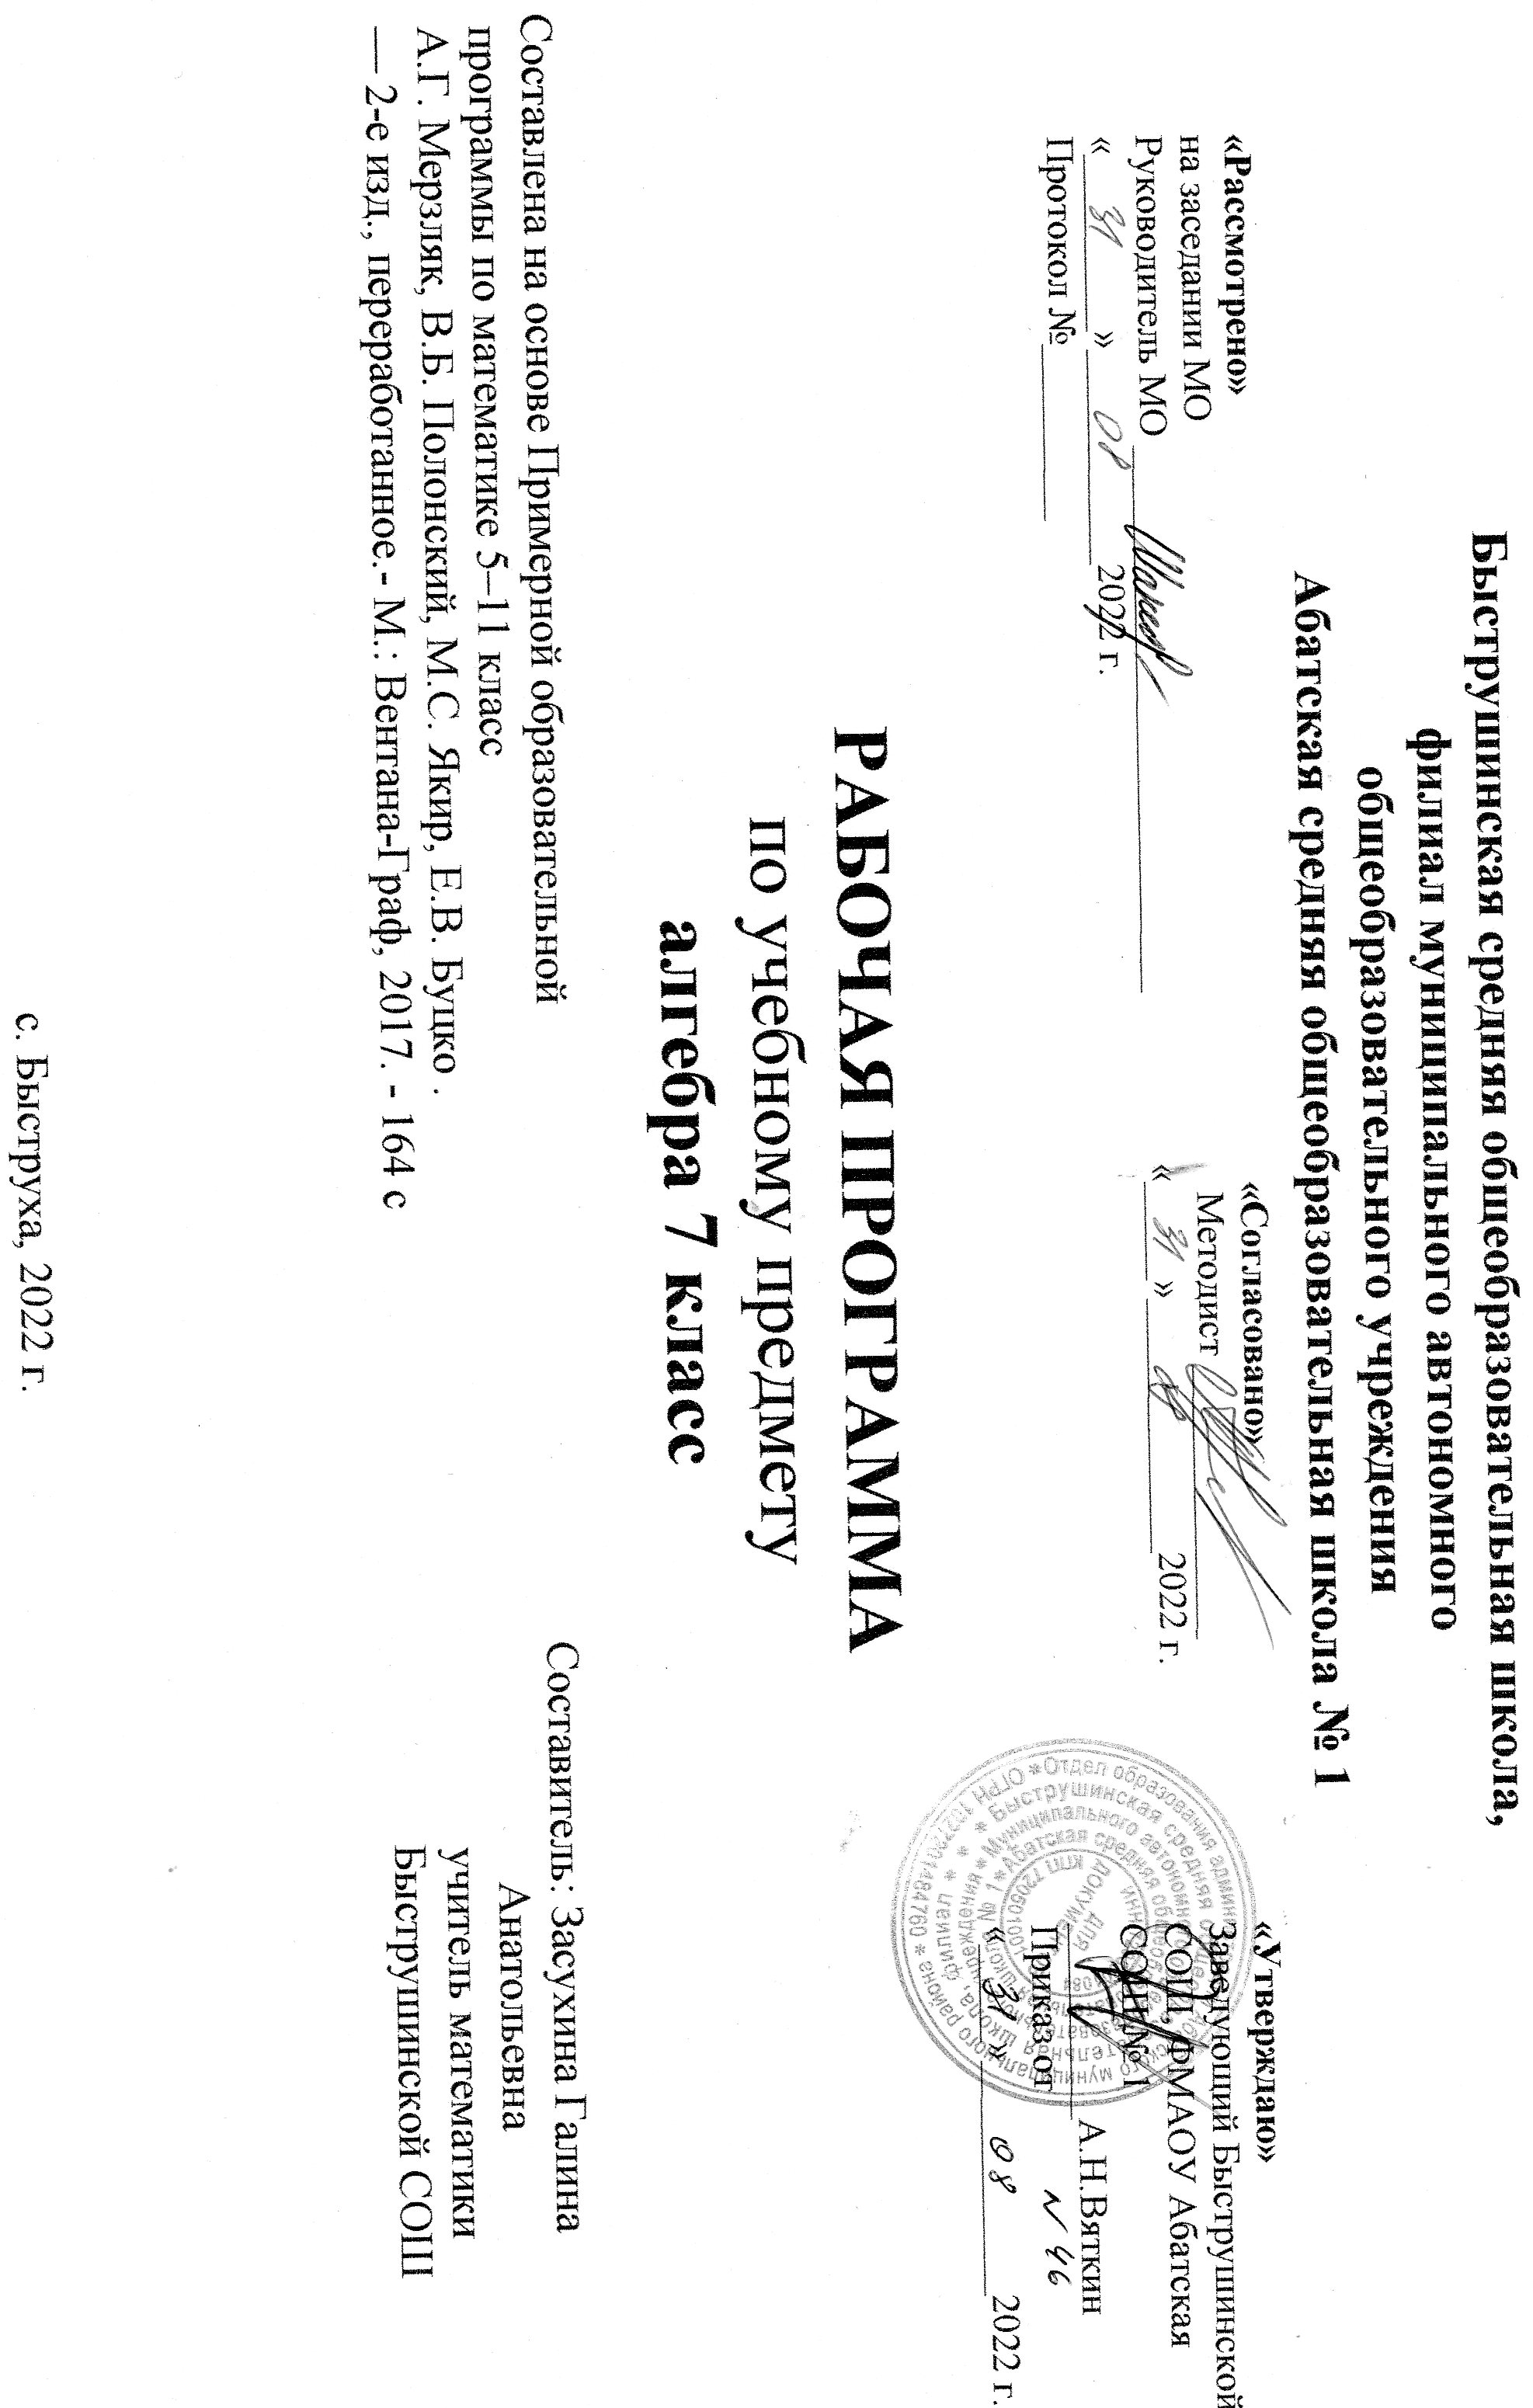 Быструшинская средняя общеобразовательная школа,
филиал муниципального автономного
общеобразовательного учреждения
Абатская средняя общеобразовательная школа № 1
«Рассмотрено»
на заседании МО
Руководитель МО
« 31 » 08 2022 г.
Протокол №
«Согласовано»
Методист
« 31 » 08 2022 г.
«Утверждаю»
Заведующий Быструшинской
СОШ, ФМАОУ Абатская
СОШ № 1
А.Н.Вяткин
Приказ от N 46
« 31 » 08 2022 г.
РАБОЧАЯ ПРОГРАММА
по учебному предмету
алгебра 7 класс
Составлена на основе Примерной образовательной
программы по математике 5–11 класс
А.Г. Мерзляк, В.Б. Полонский, М.С. Якир, Е.В. Буцко .
— 2-е изд., переработанное.- М.: Вентана-Граф, 2017. - 164 с
Составитель: Засухина Галина
Анатольевна
учитель математики
Быструшинской СОШ
с. Быструха, 2022 г.